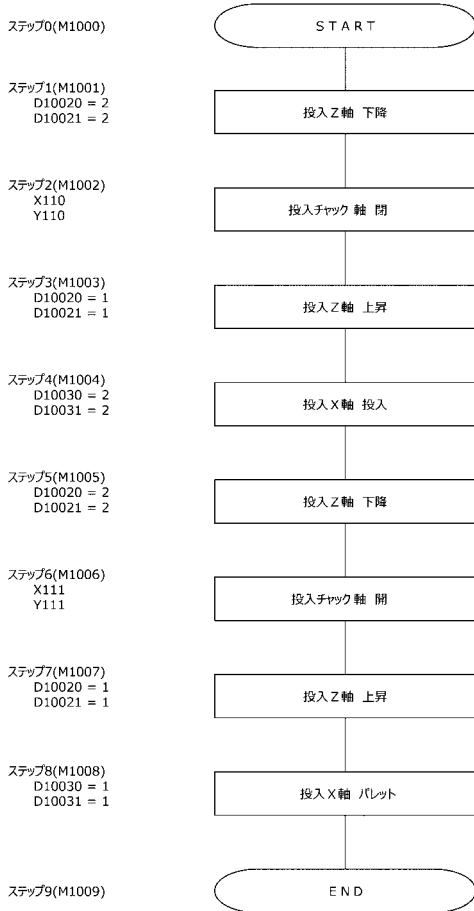 ステップ0(M1000)
START
ステップ1(M1001)
D10020 = 2
D10021 = 2
投入Z軸 下降
ステップ2(M1002)
X110
Y110
投入チャック軸 閉
ステップ3(M1003)
D10020 = 1
D10021 = 1
投入Z軸 上昇
ステップ4(M1004)
D10030 = 2
D10031 = 2
投入X軸 投入
ステップ5(M1005)
D10020 = 2
D10021 = 2
投入Z軸 下降
ステップ6(M1006)
X111
Y111
投入チャック軸 開
ステップ7(M1007)
D10020 = 1
D10021 = 1
投入Z軸 上昇
ステップ8(M1008)
D10030 = 1
D10031 = 1
投入X軸 パレット
ステップ9(M1009)
END